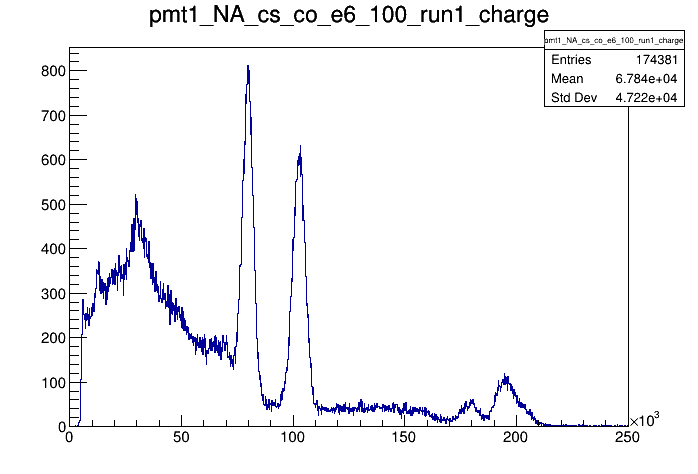 pmt1_NA_cs_co_e6_100_run1_charge
pmt1_NA_cs_co_e6_100_run1_charge
Entries 174381
Mean 6.784e+04
Std Dev 4.722e+04
800
700
600
500
400
300
200
100
0
0 50 100 150 200 250
×10³